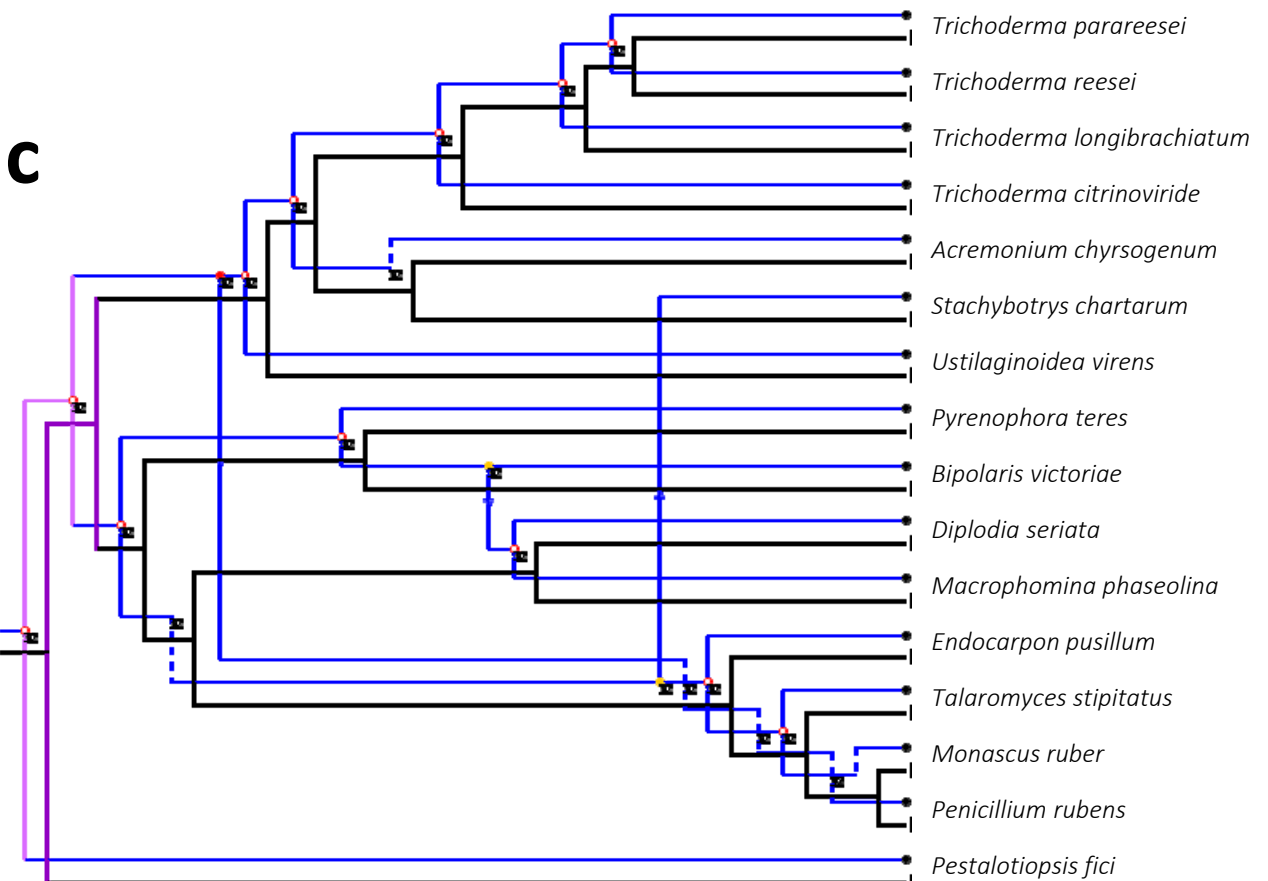 Trichoderma parareesei
Trichoderma reesei
Trichoderma longibrachiatum
C
Trichoderma citrinoviride
Acremonium chyrsogenum
Stachybotrys chartarum
Ustilaginoidea virens
Pyrenophora teres
Bipolaris victoriae
Diplodia seriata
Macrophomina phaseolina
Endocarpon pusillum
Talaromyces stipitatus
Monascus ruber
Penicillium rubens
Pestalotiopsis fici